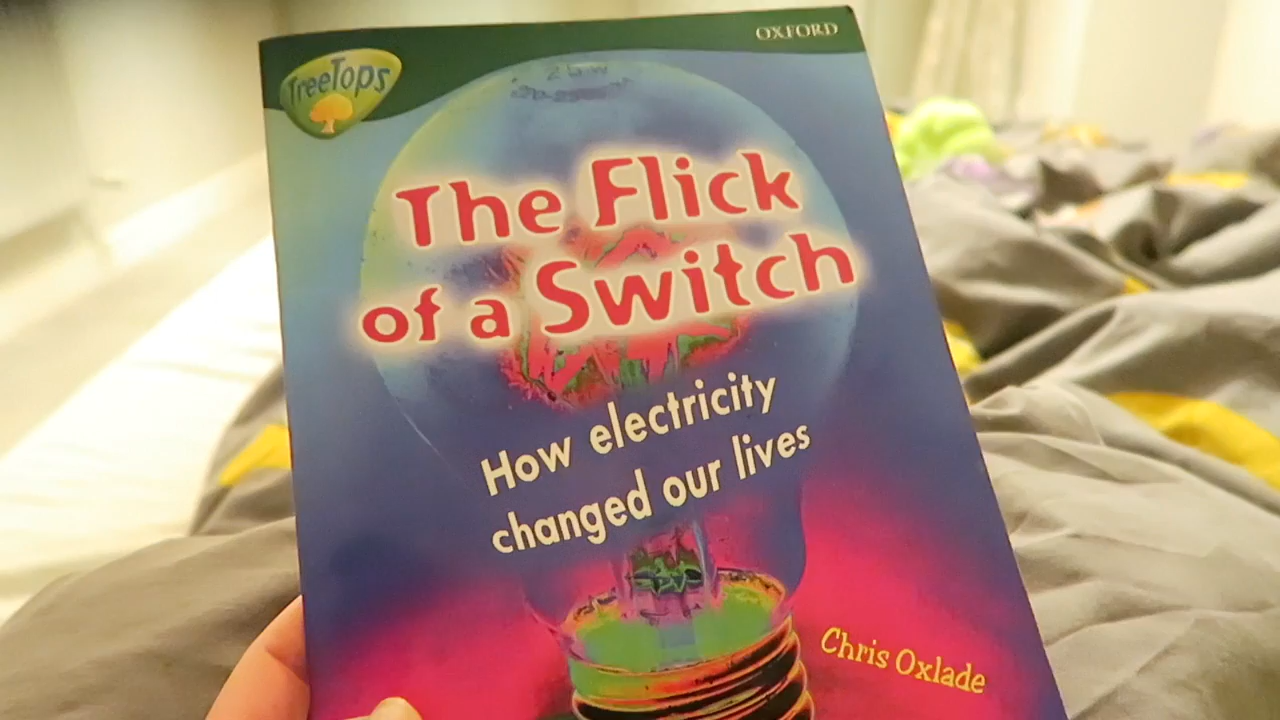 OXFORD
TreeTops
The Flick
of a Switch
How electricity
changed our lives
Chris Oxlade